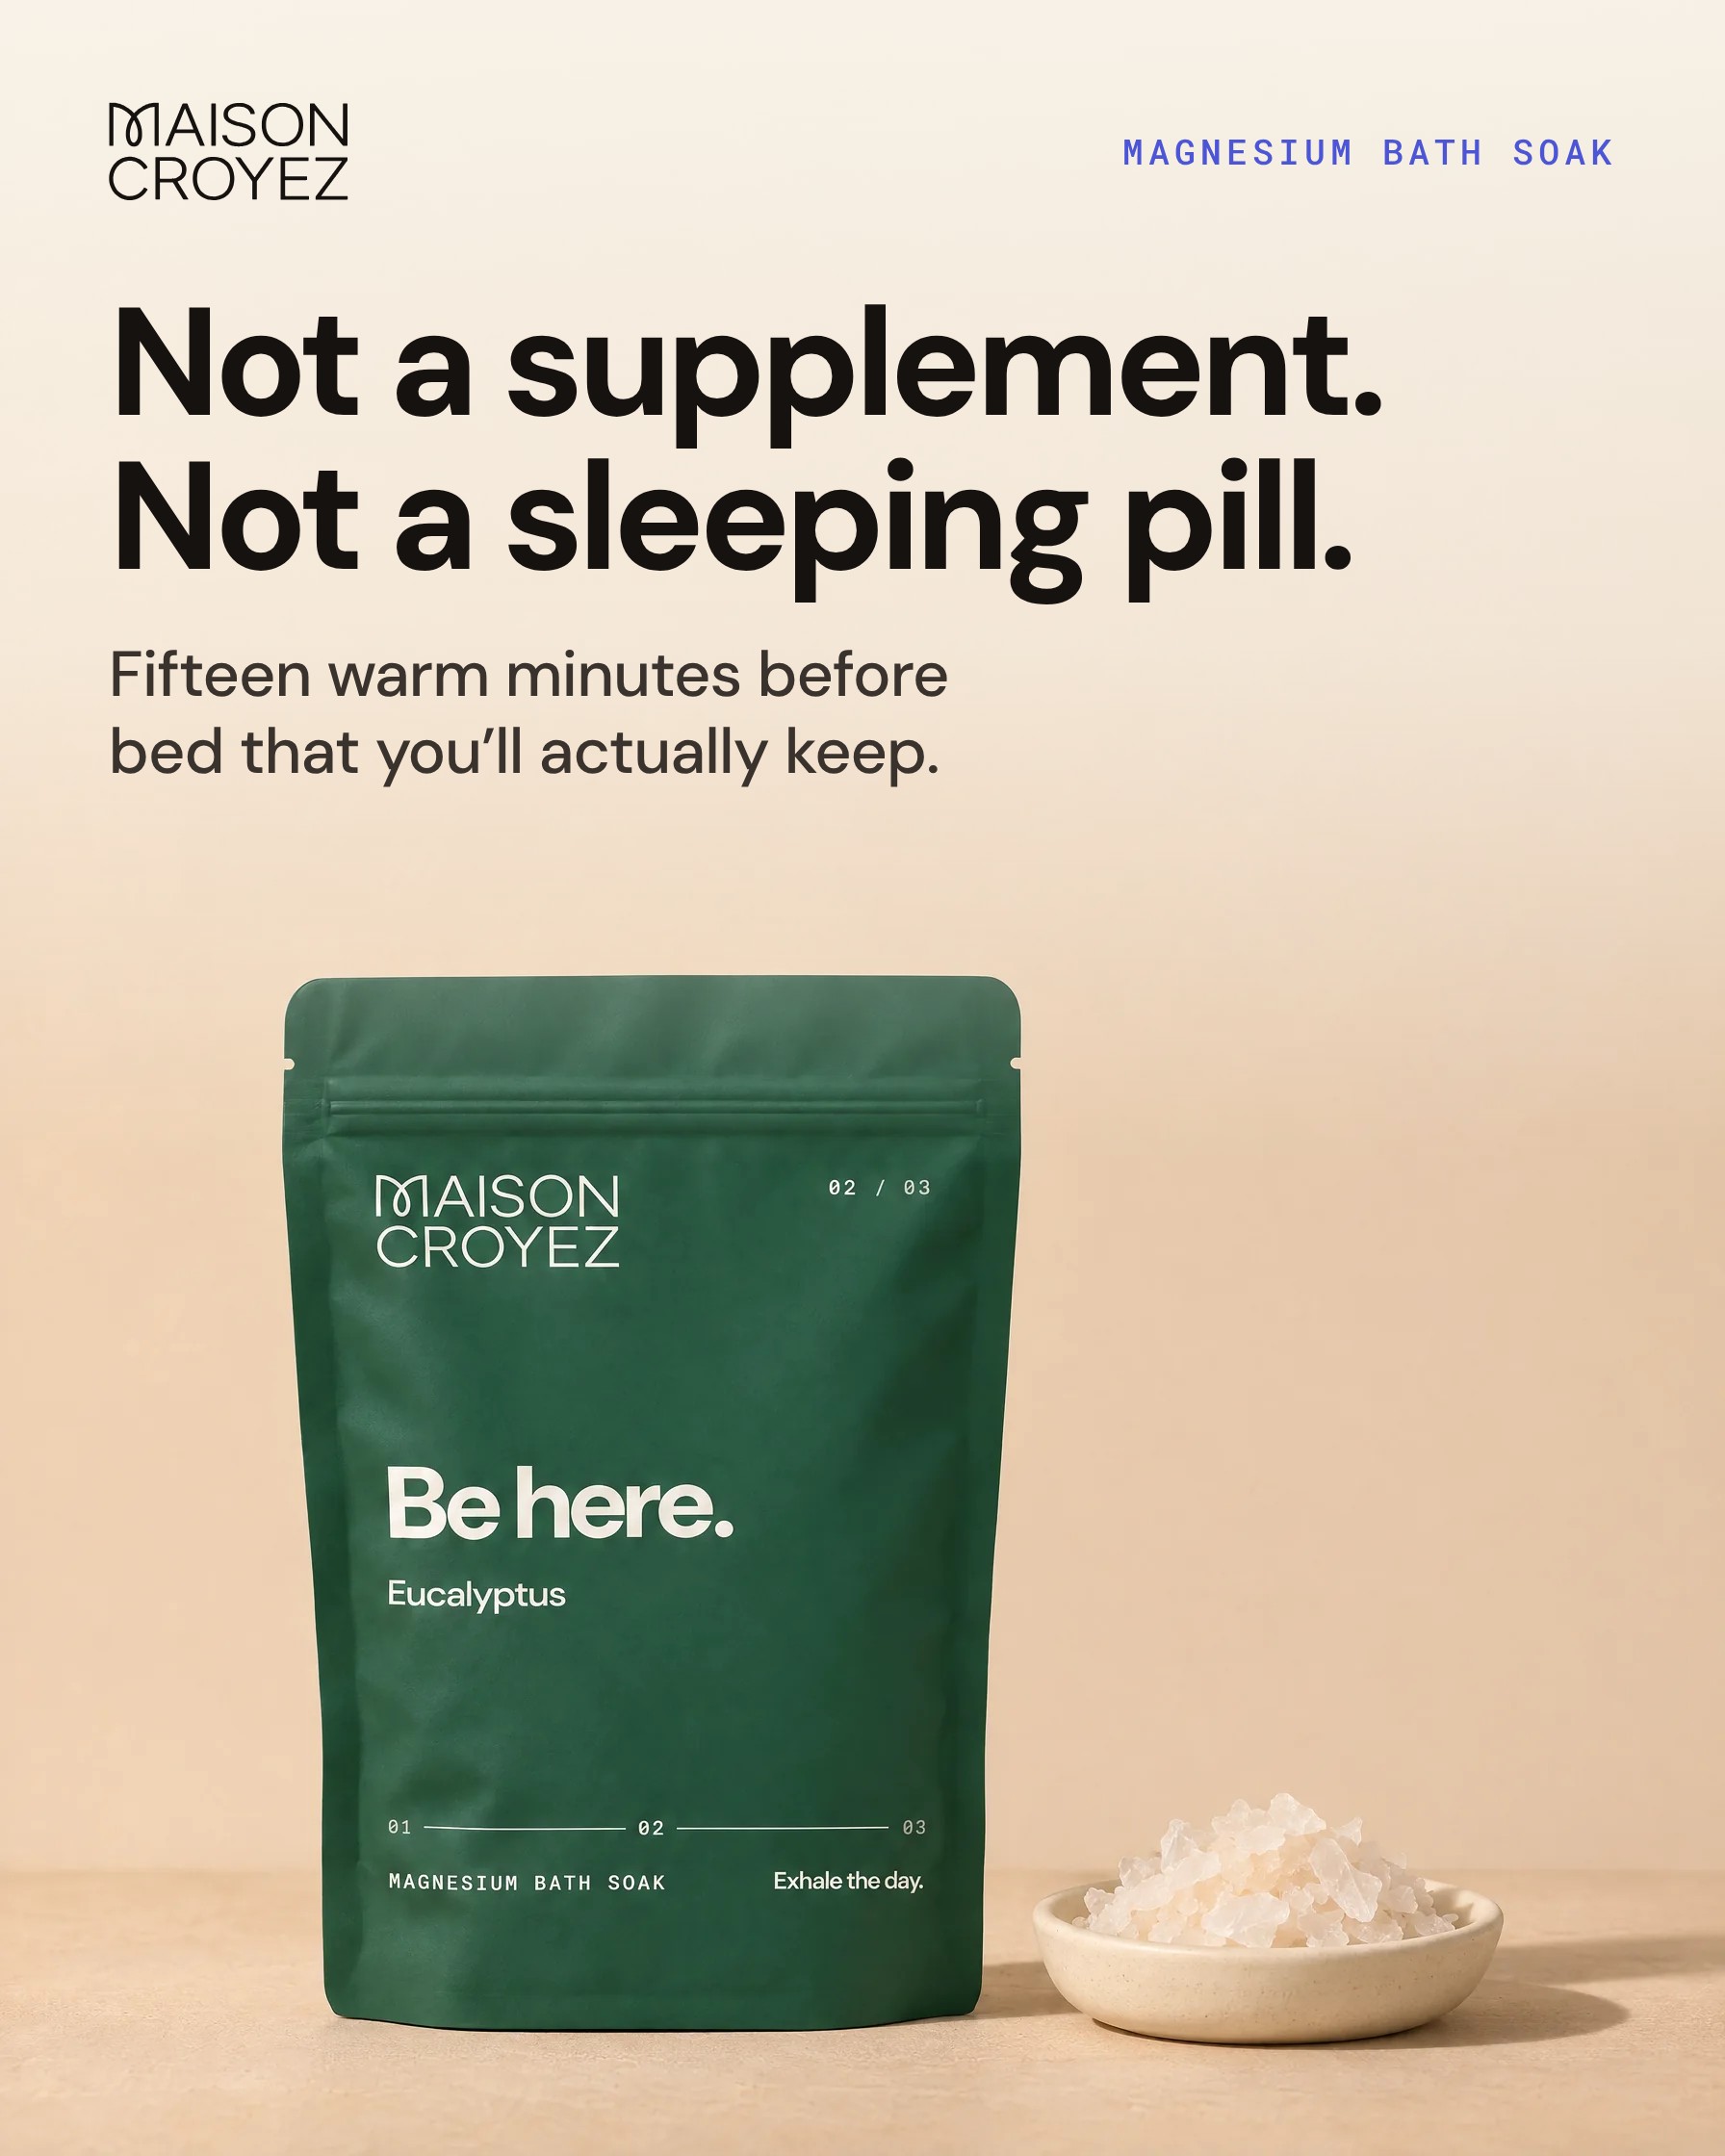 MAISON
CROYEZ
MAGNESIUM BATH SOAK
Not a supplement.
Not a sleeping pill.
Fifteen warm minutes before
bed that you’ll actually keep.
MAISON
CROYEZ
02 / 03
Be here.
Eucalyptus
01 02 03
MAGNESIUM BATH SOAK
Exhale the day.